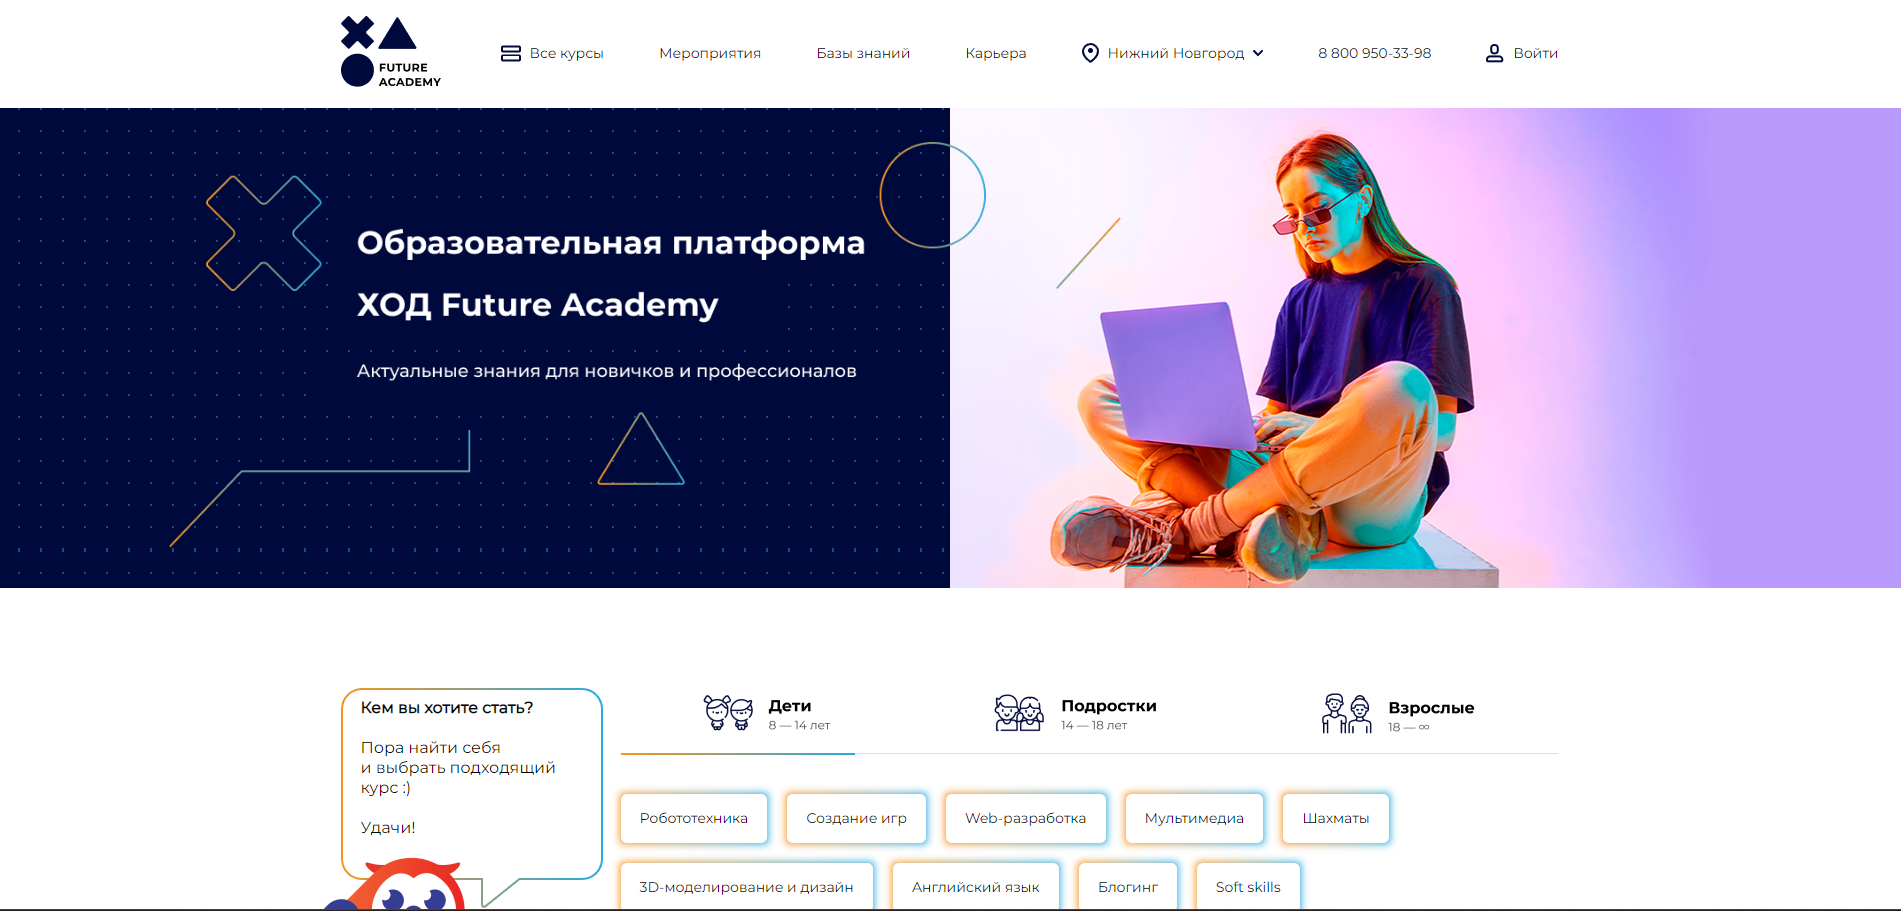 FUTURE
ACADEMY
Все курсы
Мероприятия
Базы знаний
Карьера
Нижний Новгород
8 800 950-33-98
Войти
Образовательная платформа
ХОД Future Academy
Актуальные знания для новичков и профессионалов
Кем вы хотите стать?
Пора найти себя
и выбрать подходящий
курс :)
Удачи!
Дети
8 — 14 лет
Подростки
14 — 18 лет
Взрослые
18 — ∞
Робототехника
Создание игр
Web-разработка
Мультимедиа
Шахматы
3D-моделирование и дизайн
Английский язык
Блогинг
Soft skills